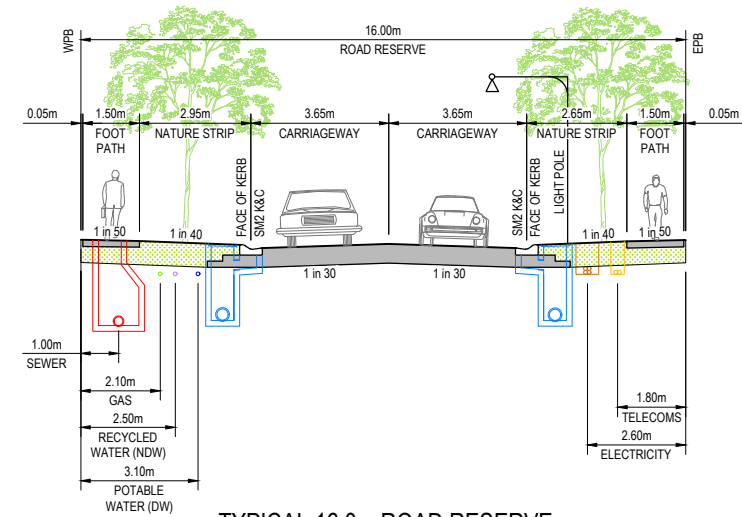 16.00m
ROAD RESERVE
WPB
EPB
0.05m
1.50m
2.95m
3.65m
3.65m
2.65m
1.50m
0.05m
FOOT
PATH
NATURE STRIP
CARRIAGEWAY
CARRIAGEWAY
NATURE STRIP
FOOT
PATH
FACE OF KERB
SM2 K&C
SM2 K&C
FACE OF KERB
LIGHT POLE
1 in 50
1 in 40
1 in 30
1 in 30
1 in 40
1 in 50
1.00m
SEWER
2.10m
GAS
2.50m
RECYCLED
WATER (NDW)
3.10m
POTABLE
WATER (DW)
1.80m
TELECOMS
2.60m
ELECTRICITY
ROAD RESERVE